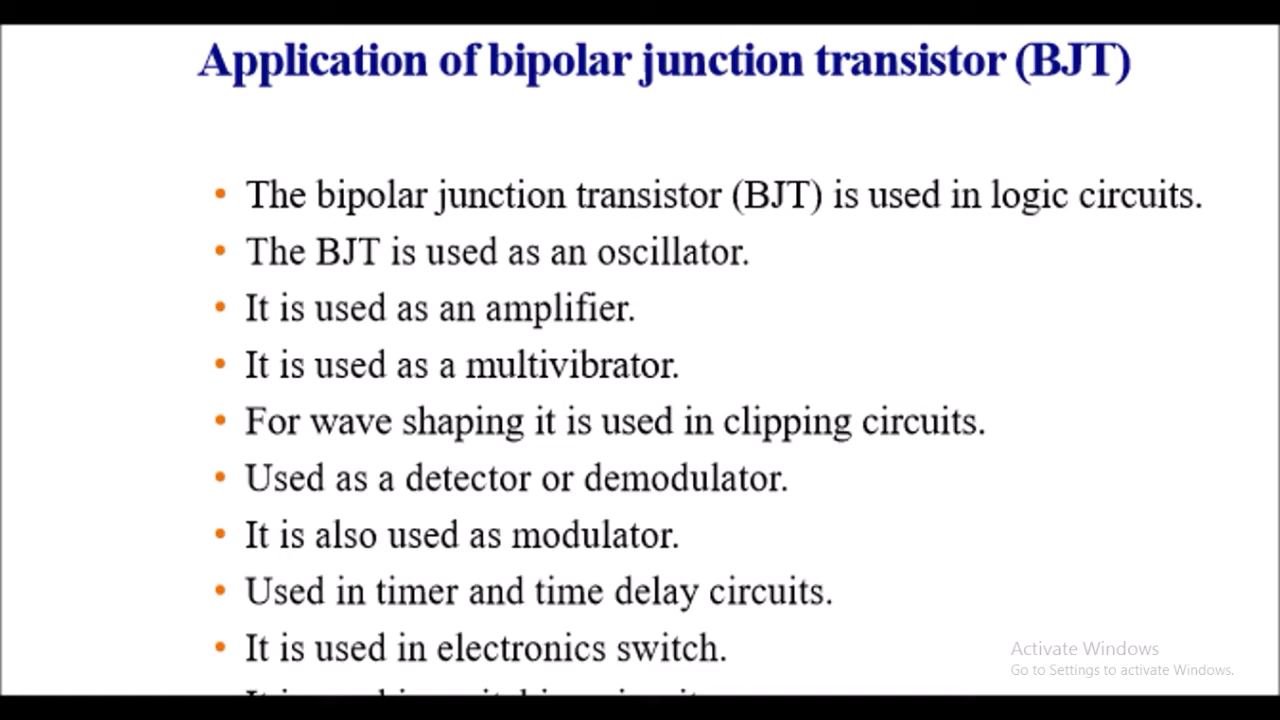 Application of bipolar junction transistor (BJT)
• The bipolar junction transistor (BJT) is used in logic circuits.
• The BJT is used as an oscillator.
• It is used as an amplifier.
• It is used as a multivibrator.
• For wave shaping it is used in clipping circuits.
• Used as a detector or demodulator.
• It is also used as modulator.
• Used in timer and time delay circuits.
• It is used in electronics switch.
Activate Windows
Go to Settings to activate Windows.